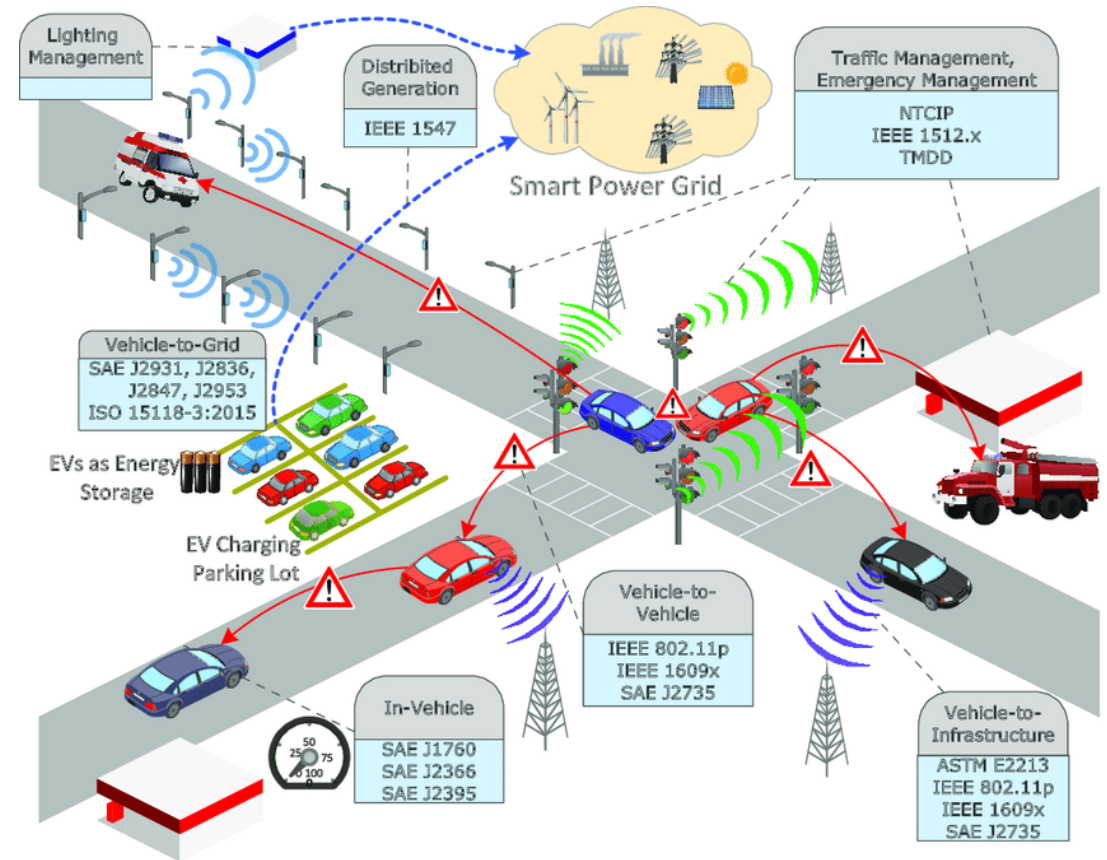 Lighting
Management
Distribited
Generation
IEEE 1547
Smart Power Grid
Traffic Management,
Emergency Management
NTCIP
IEEE 1512.x
TMDD
Vehicle-to-Grid
SAE J2931, J2836,
J2847, J2953
ISO 15118-3:2015
EVs as Energy
Storage
EV Charging
Parking Lot
Vehicle-to-
Vehicle
IEEE 802.11p
IEEE 1609x
SAE J2735
In-Vehicle
SAE J1760
SAE J2366
SAE J2395
50
25
75
0
100
0
Vehicle-to-
Infrastructure
ASTM E2213
IEEE 802.11p
IEEE 1609x
SAE J2735